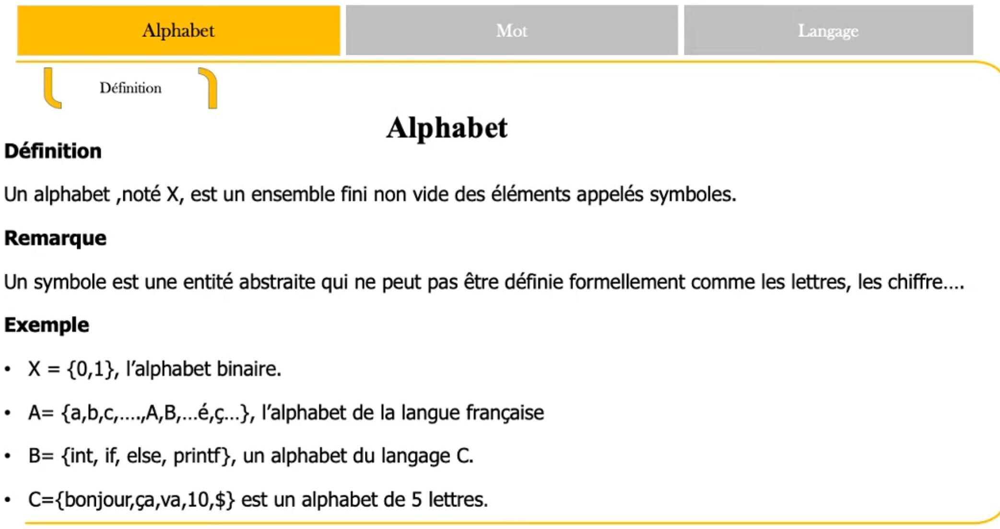 Alphabet
Mot
Langage
Définition
Alphabet
Définition
Un alphabet ,noté X, est un ensemble fini non vide des éléments appelés symboles.
Remarque
Un symbole est une entité abstraite qui ne peut pas être définie formellement comme les lettres, les chiffre....
Exemple
• X = {0,1}, l’alphabet binaire.
• A= {a,b,c,....,A,B,...é,ç...}, l’alphabet de la langue française
• B= {int, if, else, printf}, un alphabet du langage C.
• C={bonjour,ça,va,10,$} est un alphabet de 5 lettres.